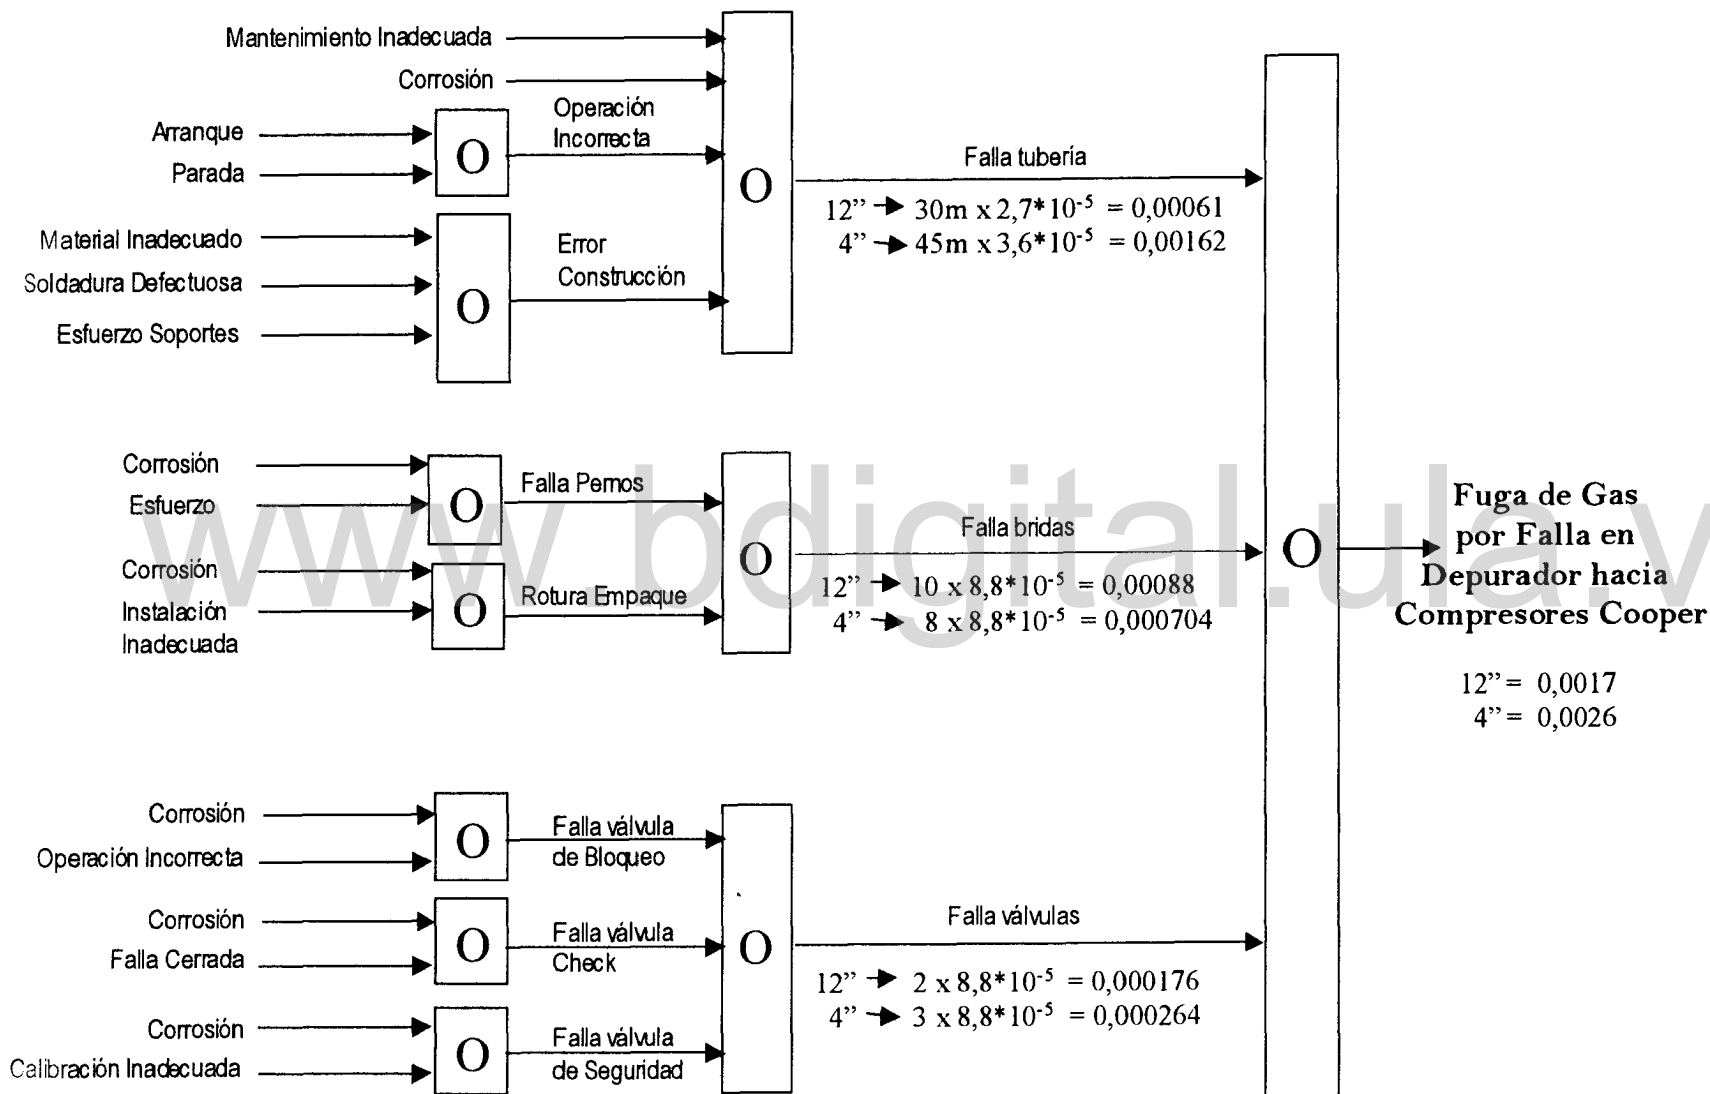 Mantenimiento Inadecuada
Corrosión
Arranque
Parada
O
Operación
Incorrecta
Material Inadecuado
Soldadura Defectuosa
Esfuerzo Soportes
O
Error
Construcción
O
Falla tubería
12” → 30m x 2,7*10⁻⁵ = 0,00061
4” → 45m x 3,6*10⁻⁵ = 0,00162
Corrosión
Esfuerzo
O
Falla Pernos
Corrosión
Instalación
Inadecuada
O
Rotura Empaque
O
Falla bridas
12” → 10 x 8,8*10⁻⁵ = 0,00088
4” → 8 x 8,8*10⁻⁵ = 0,000704
Corrosión
Operación Incorrecta
O
Falla válvula
de Bloqueo
Corrosión
Falla Cerrada
O
Falla válvula
Check
Corrosión
Calibración Inadecuada
O
Falla válvula
de Seguridad
O
Falla válvulas
12” → 2 x 8,8*10⁻⁵ = 0,000176
4” → 3 x 8,8*10⁻⁵ = 0,000264
O
Fuga de Gas
por Falla en
Depurador hacia
Compresores Cooper
12” = 0,0017
4” = 0,0026
www.bdigital.ula.v